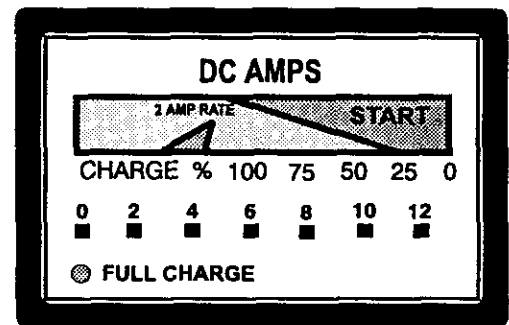 DC AMPS
2 AMP RATE START
CHARGE % 100 75 50 25 0
0 2 4 6 8 10 12
FULL CHARGE